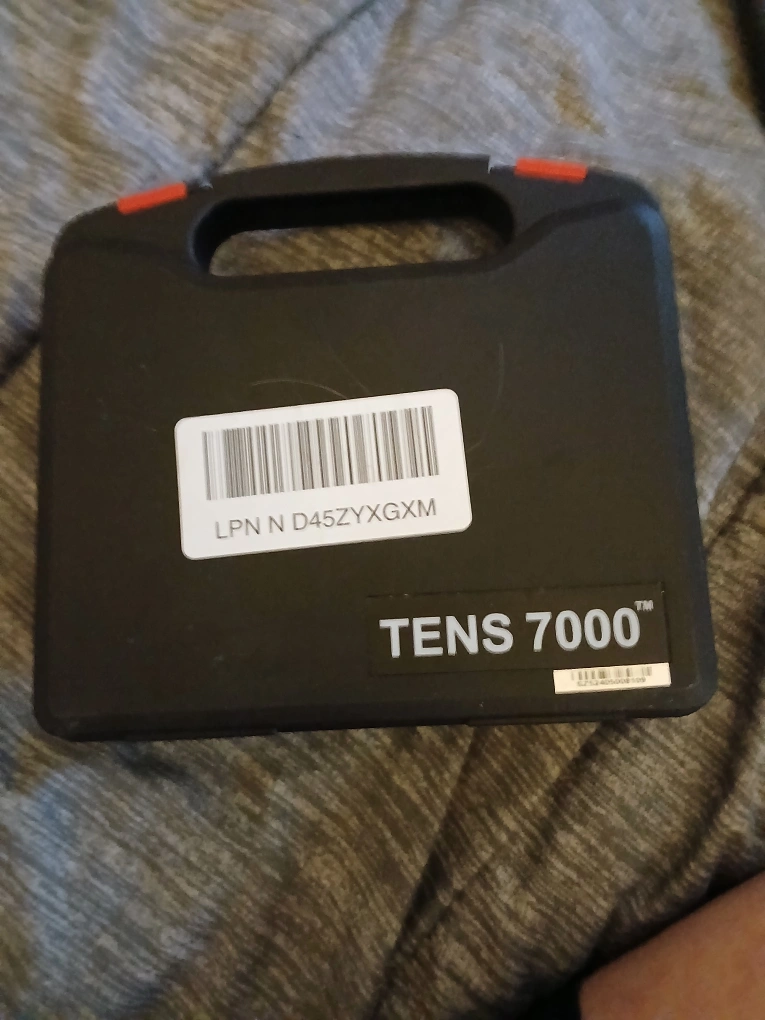 LPN N D45ZYXGXM
TENS 7000™